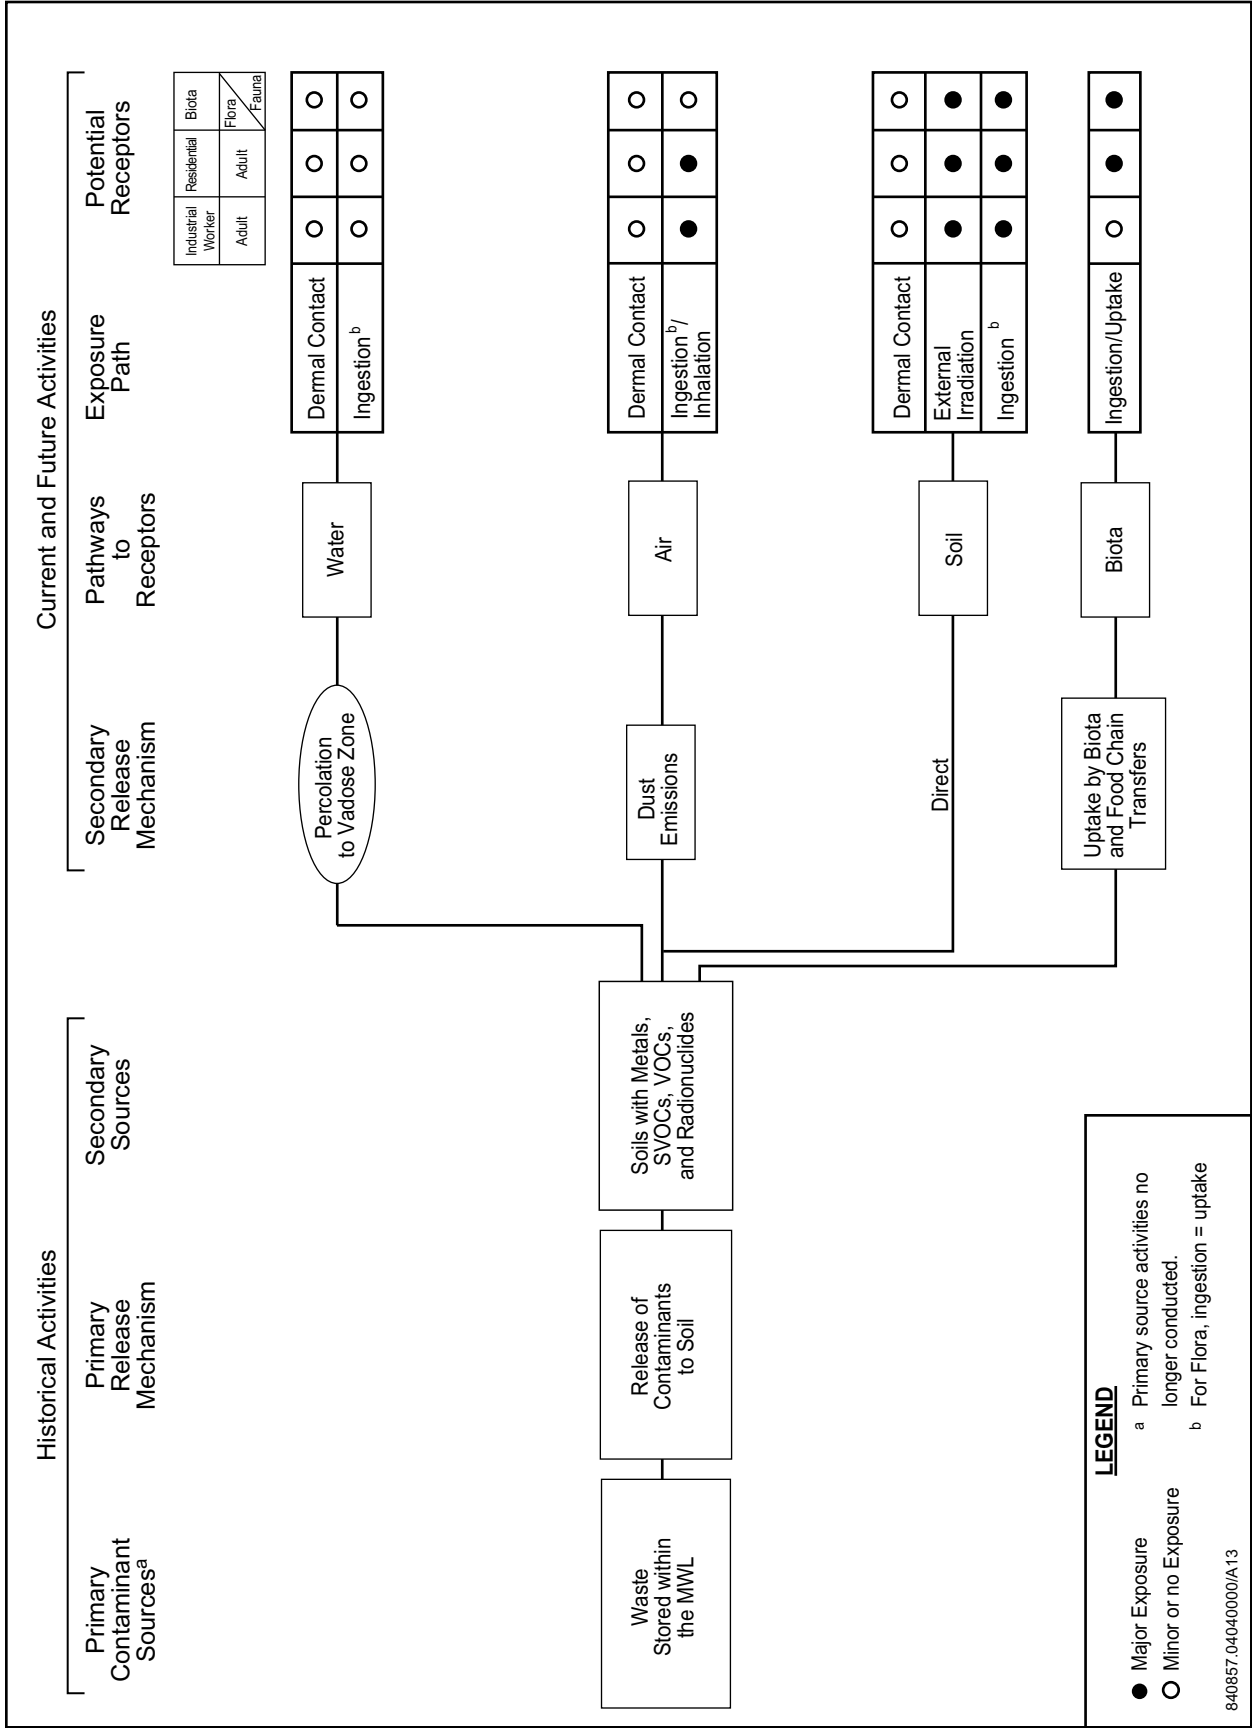 Historical Activities
Current and Future Activities
Primary
Contaminant
Sourcesᵃ
Primary
Release
Mechanism
Secondary
Sources
Secondary
Release
Mechanism
Pathways
to
Receptors
Exposure
Path
Potential
Receptors
Industrial
Worker
Residential
Biota
Adult
Adult
Flora
Fauna
Waste
Stored within
the MWL
Release of
Contaminants
to Soil
Soils with Metals,
SVOCs, VOCs,
and Radionuclides
Percolation
to Vadose Zone
Water
Dermal Contact
Ingestionᵇ
Dust
Emissions
Air
Dermal Contact
Ingestionᵇ/
Inhalation
Direct
Soil
Dermal Contact
External
Irradiation
Ingestion ᵇ
Uptake by Biota
and Food Chain
Transfers
Biota
Ingestion/Uptake
LEGEND
● Major Exposure
○ Minor or no Exposure
a Primary source activities no
longer conducted.
b For Flora, ingestion = uptake
840857.04040000/A13